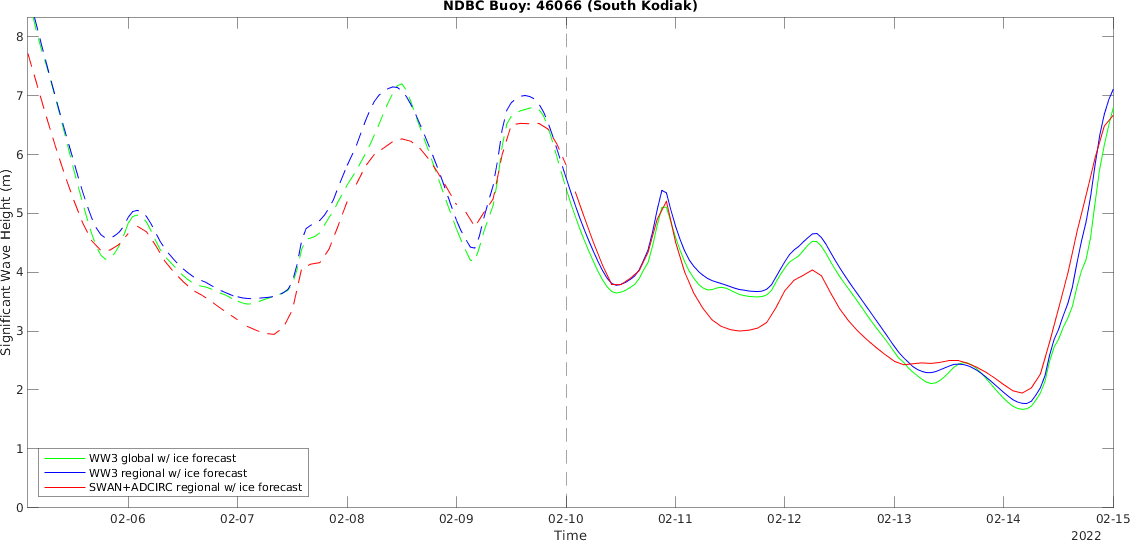 NDBC Buoy: 46066 (South Kodiak)
8
7
6
5
4
3
2
1
0
Significant Wave Height (m)
WW3 global w/ ice forecast
WW3 regional w/ ice forecast
SWAN+ADCIRC regional w/ ice forecast
02-06 02-07 02-08 02-09 02-10 02-11 02-12 02-13 02-14 02-15
Time
2022